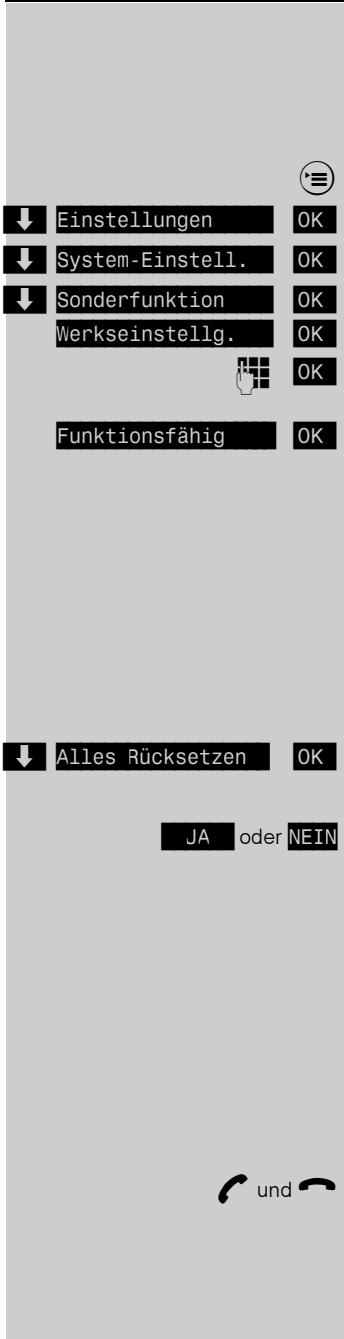 Einstellungen OK
System-Einstell. OK
Sonderfunktion OK
Werkseinstellg. OK
OK
Funktionsfähig OK
Alles Rücksetzen OK
JA oder NEIN
und